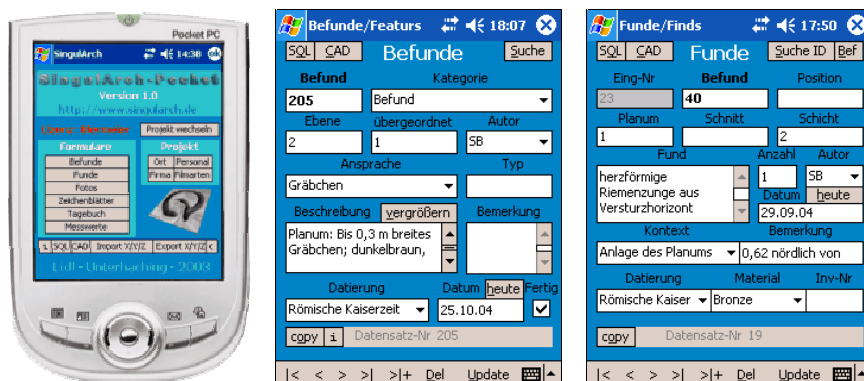 Pocket PC
SingulArch 14:38 ok
SingulArch-Pocket
Version 1.0
http://www.singularch.de
Projekt wechseln
Formulare Projekt
Befunde Ort Personal
Funde Firma Filmarten
Fotos
Zeichenblätter
Tagebuch
Messwerte
i SQL CAD Import X/Y/Z Export X/Y/Z c
Lidl - Unterhaching - 2003
Befunde/Featurs 18:07
SQL CAD Befunde Suche
Befund Kategorie
205 Befund
Ebene übergeordnet Autor
2 1 SB
Ansprache Typ
Gräbchen
Beschreibung vergrößern Bemerkung
Planum: Bis 0,3 m breites
Gräbchen; dunkelbraun,
Datierung Datum heute Fertig
Römische Kaiserzeit 25.10.04
copy i Datensatz-Nr 205
|< < > >| >|+ Del Update
Funde/Finds 17:50
SQL CAD Funde Suche ID Bef
Eing-Nr Befund Position
23 40
Planum Schnitt Schicht
1 2
Fund Anzahl Autor
herzförmige 1 SB
Riemenzunge aus Datum heute
Versturzhorizont 29.09.04
Kontext Bemerkung
Anlage des Planums 0,62 nördlich von
Datierung Material Inv-Nr
Römische Kaiser Bronze
copy Datensatz-Nr 19
|< < > >| >|+ Del Update